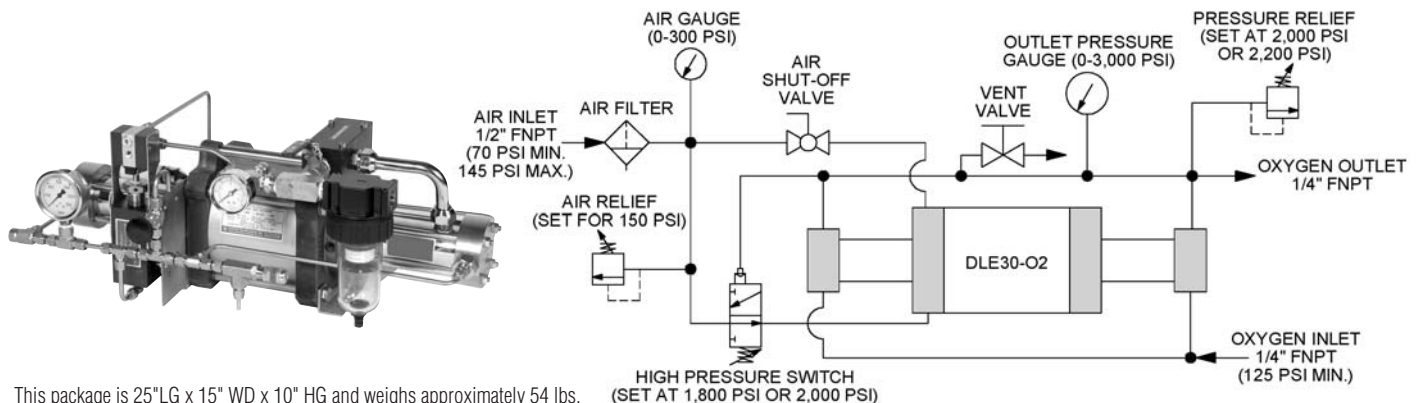 AIR GAUGE
(0-300 PSI)
PRESSURE RELIEF
(SET AT 2,000 PSI
OR 2,200 PSI)
OUTLET PRESSURE
GAUGE (0-3,000 PSI)
AIR
SHUT-OFF
VALVE
VENT
VALVE
AIR INLET
1/2" FNPT
(70 PSI MIN.
145 PSI MAX.)
AIR FILTER
OXYGEN OUTLET
1/4" FNPT
AIR RELIEF
(SET FOR 150 PSI)
DLE30-O2
OXYGEN INLET
1/4" FNPT
(125 PSI MIN.)
HIGH PRESSURE SWITCH
(SET AT 1,800 PSI OR 2,000 PSI)
This package is 25"LG x 15" WD x 10" HG and weighs approximately 54 lbs.